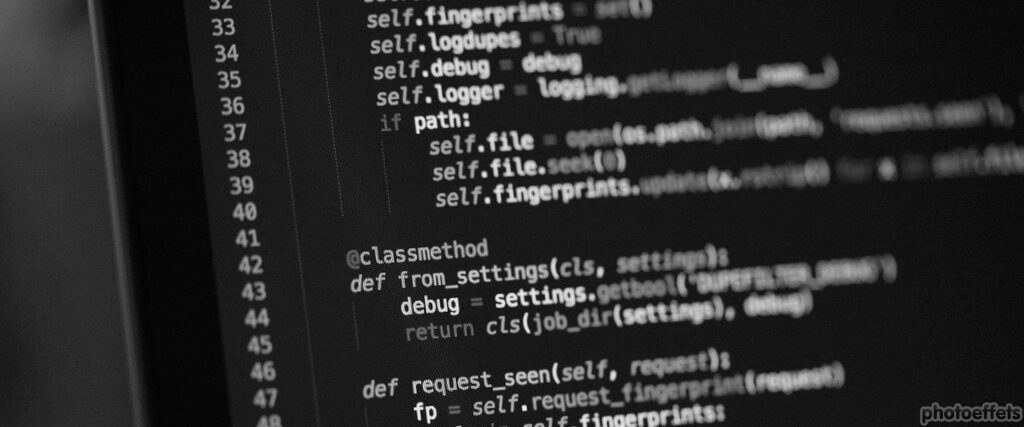 32
33 self.fingerprints = set()
34 self.logdupes = True
35 self.debug = debug
36 self.logger = logging.getLogger(__name__)
37 if path:
38 self.file = open(os.path.join(path, 'requests.seen'),
39 self.file.seek(0)
40 self.fingerprints.update(x.rstrip() for x in self.file
41
42 @classmethod
43 def from_settings(cls, settings):
44 debug = settings.getbool('DUPEFILTER_DEBUG')
45 return cls(job_dir(settings), debug)
46
47 def request_seen(self, request):
48 fp = self.request_fingerprint(request)
self.fingerprints:
photoeffets